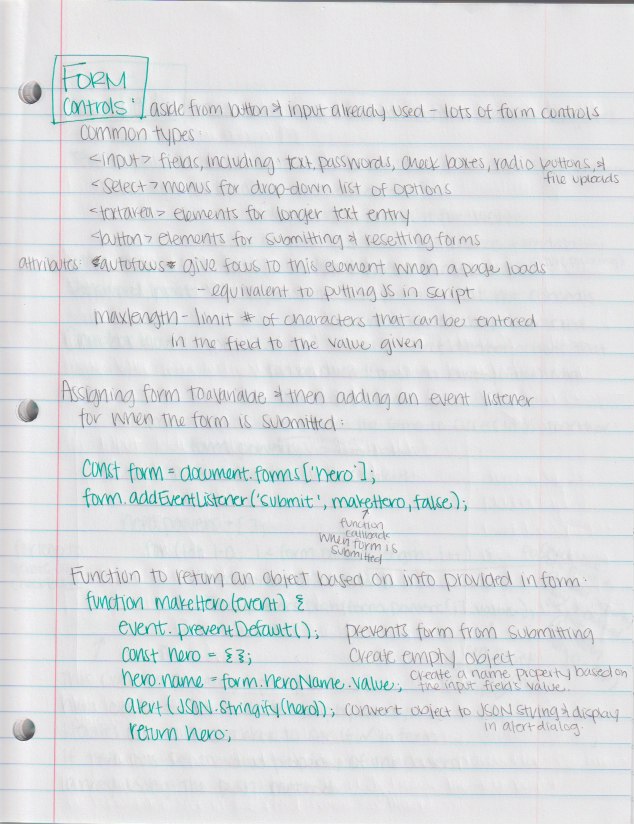 FORM
Controls: aside from button & input already used - lots of form controls
Common types:
<input> fields, including: text, passwords, check boxes, radio buttons, &
file uploads
<select> menus for drop-down list of options
<textarea> elements for longer text entry
<button> elements for submitting & resetting forms
attributes: *autofocus* give focus to this element when a page loads
- equivalent to putting JS in script
maxlength - limit # of characters that can be entered
in the field to the value given
Assigning form to a variable & then adding an event listener
for when the form is submitted:
const form = document.forms['hero'];
form.addEventListener('submit', makeHero, false);
↑
function
callbacks
when form is
submitted
Function to return an object based on info provided in form:
function makeHero(event) {
event.preventDefault(); prevents form from submitting
const hero = {}; Create empty object
hero.name = form.heroName.value; create a name property based on
the input field's value.
alert(JSON.stringify(hero)); convert object to JSON string & display
in alert dialog.
return hero;